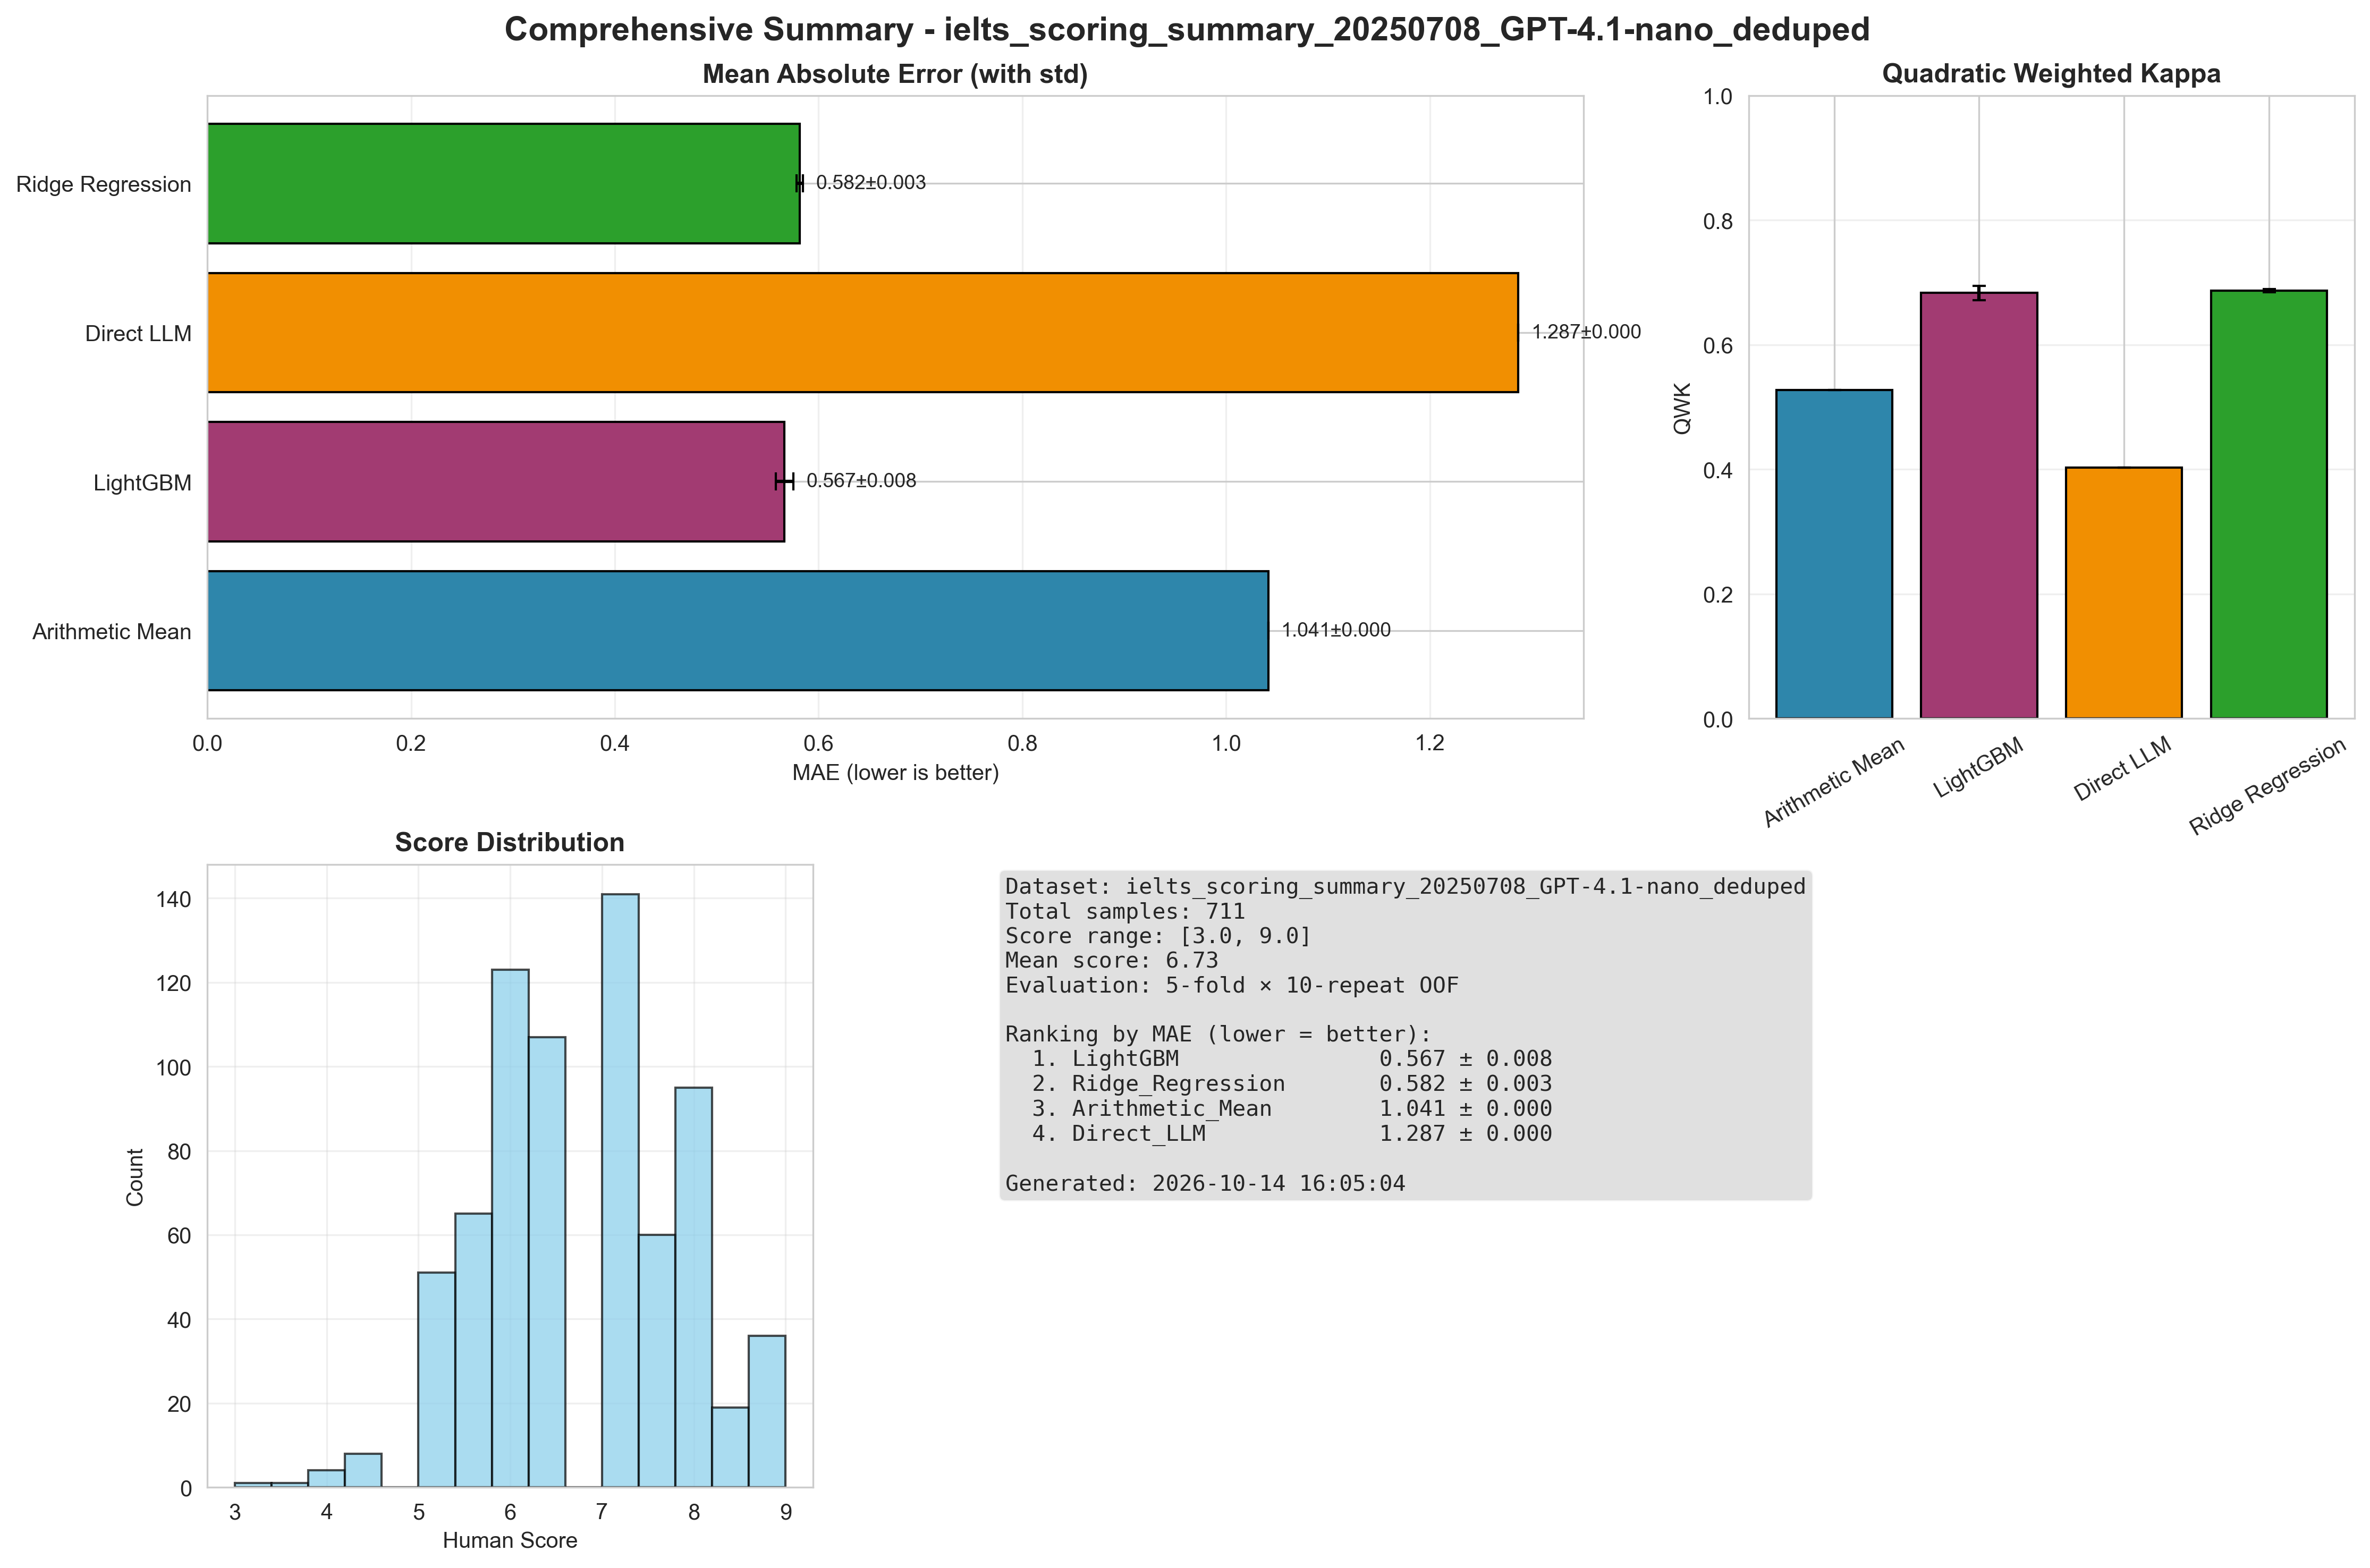 Comprehensive Summary - ielts_scoring_summary_20250708_GPT-4.1-nano_deduped
Mean Absolute Error (with std)
Ridge Regression
0.582±0.003
Direct LLM
1.287±0.000
LightGBM
0.567±0.008
Arithmetic Mean
1.041±0.000
0.0 0.2 0.4 0.6 0.8 1.0 1.2
MAE (lower is better)
Quadratic Weighted Kappa
1.0
0.8
0.6
0.4
0.2
0.0
QWK
Arithmetic Mean
LightGBM
Direct LLM
Ridge Regression
Score Distribution
140
120
100
80
60
40
20
0
Count
3 4 5 6 7 8 9
Human Score
Dataset: ielts_scoring_summary_20250708_GPT-4.1-nano_deduped
Total samples: 711
Score range: [3.0, 9.0]
Mean score: 6.73
Evaluation: 5-fold × 10-repeat OOF
Ranking by MAE (lower = better):
1. LightGBM 0.567 ± 0.008
2. Ridge_Regression 0.582 ± 0.003
3. Arithmetic_Mean 1.041 ± 0.000
4. Direct_LLM 1.287 ± 0.000
Generated: 2026-10-14 16:05:04